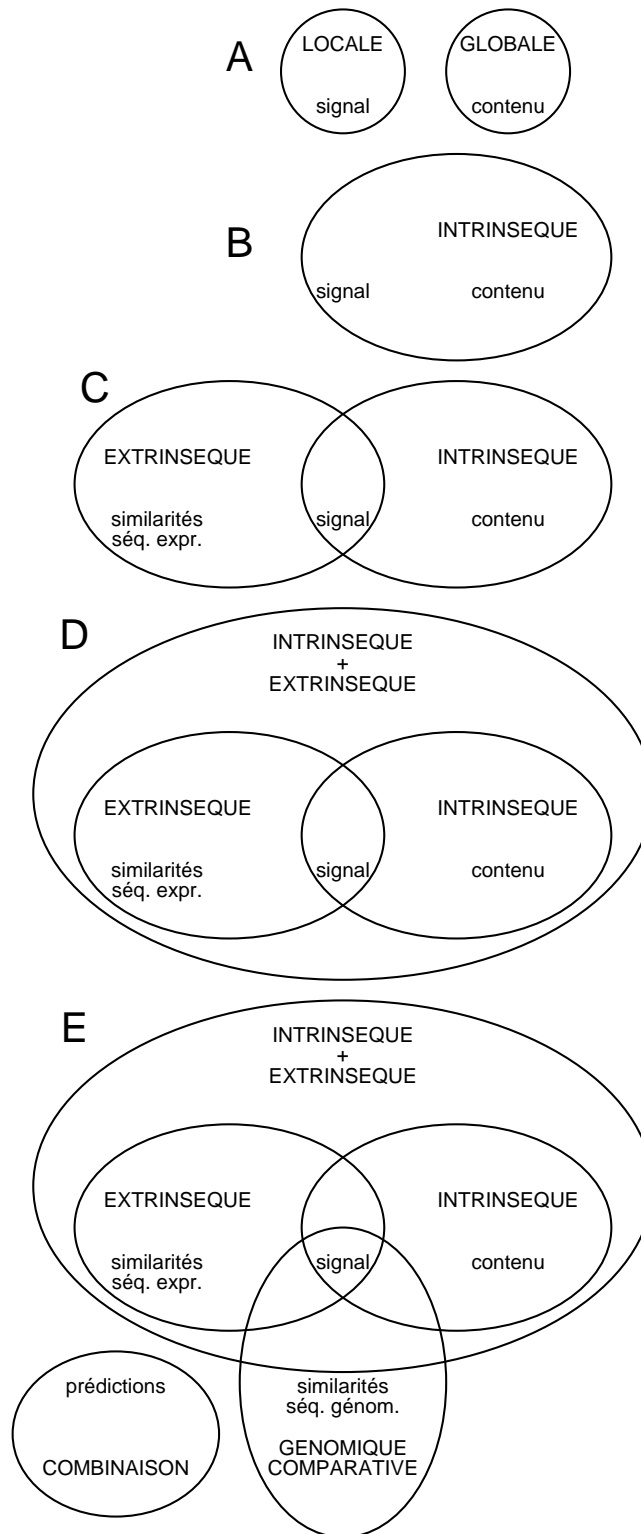 A
LOCALE
GLOBALE
signal
contenu
B
INTRINSEQUE
signal
contenu
C
EXTRINSEQUE
INTRINSEQUE
similarités
séq. expr.
signal
contenu
D
INTRINSEQUE
+
EXTRINSEQUE
EXTRINSEQUE
INTRINSEQUE
similarités
séq. expr.
signal
contenu
E
INTRINSEQUE
+
EXTRINSEQUE
EXTRINSEQUE
INTRINSEQUE
similarités
séq. expr.
signal
contenu
prédictions
COMBINAISON
similarités
séq. génom.
GENOMIQUE
COMPARATIVE